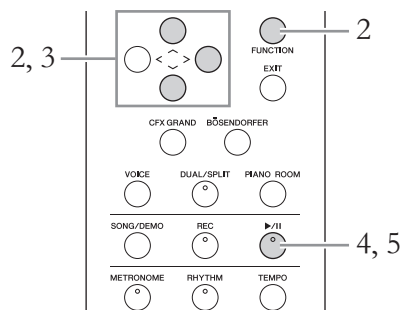 2
FUNCTION
2, 3
EXIT
CFX GRAND BÖSENDORFER
VOICE DUAL/SPLIT PIANO ROOM
SONG/DEMO REC ►/II
4, 5
METRONOME RHYTHM TEMPO